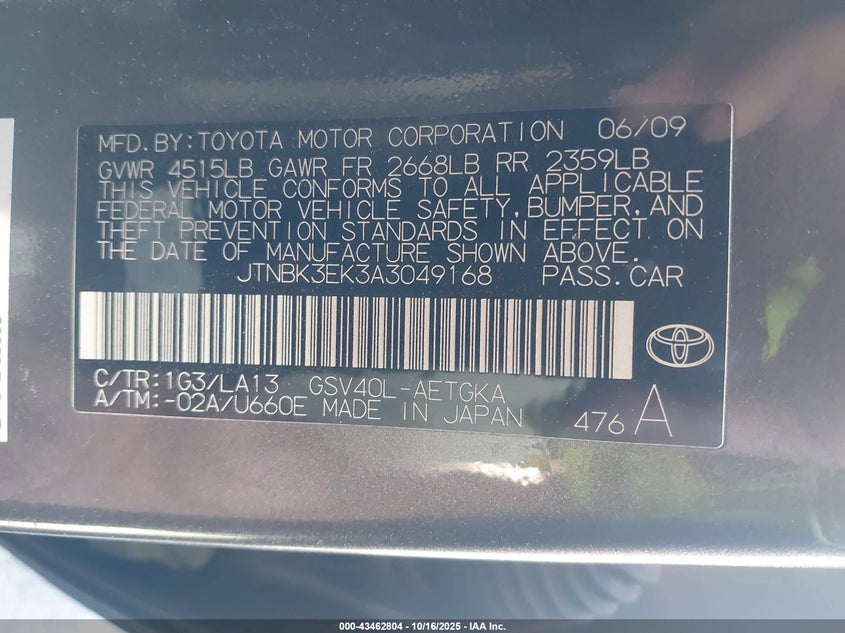 MFD.BY:TOYOTA MOTOR CORPORATION 06/09
GVWR 4515LB GAWR FR 2668LB RR 2359LB
THIS VEHICLE CONFORMS TO ALL APPLICABLE
FEDERAL MOTOR VEHICLE SAFETY,BUMPER,AND
THEFT PREVENTION STANDARDS IN EFFECT ON
THE DATE OF MANUFACTURE SHOWN ABOVE.
JTNBK3EK3A3049168 PASS.CAR
C/TR:1G3/LA13 GSV40L-AETGKA
A/TM:-02A/U660E MADE IN JAPAN 476 A
000-43462804 - 10/16/2025 - IAA Inc.